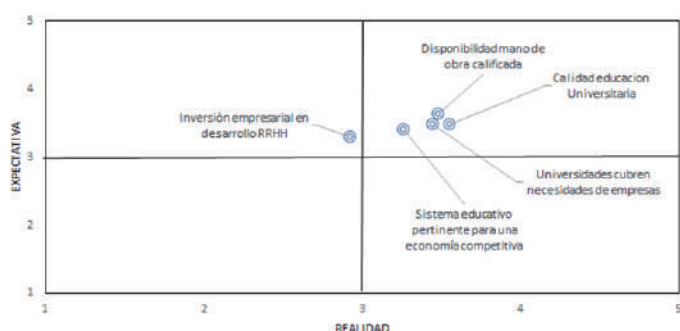 5
Disponibilidad mano de
obra calificada
4
Calidad educacion
Universitaria
Inversión empresarial en
desarrollo RRHH
EXPECTATIVA
3
Universidades cubren
necesidades de empresas
2
Sistema educativo
pertinente para una
economía competitiva
1
1 2 3 4 5
REALIDAD